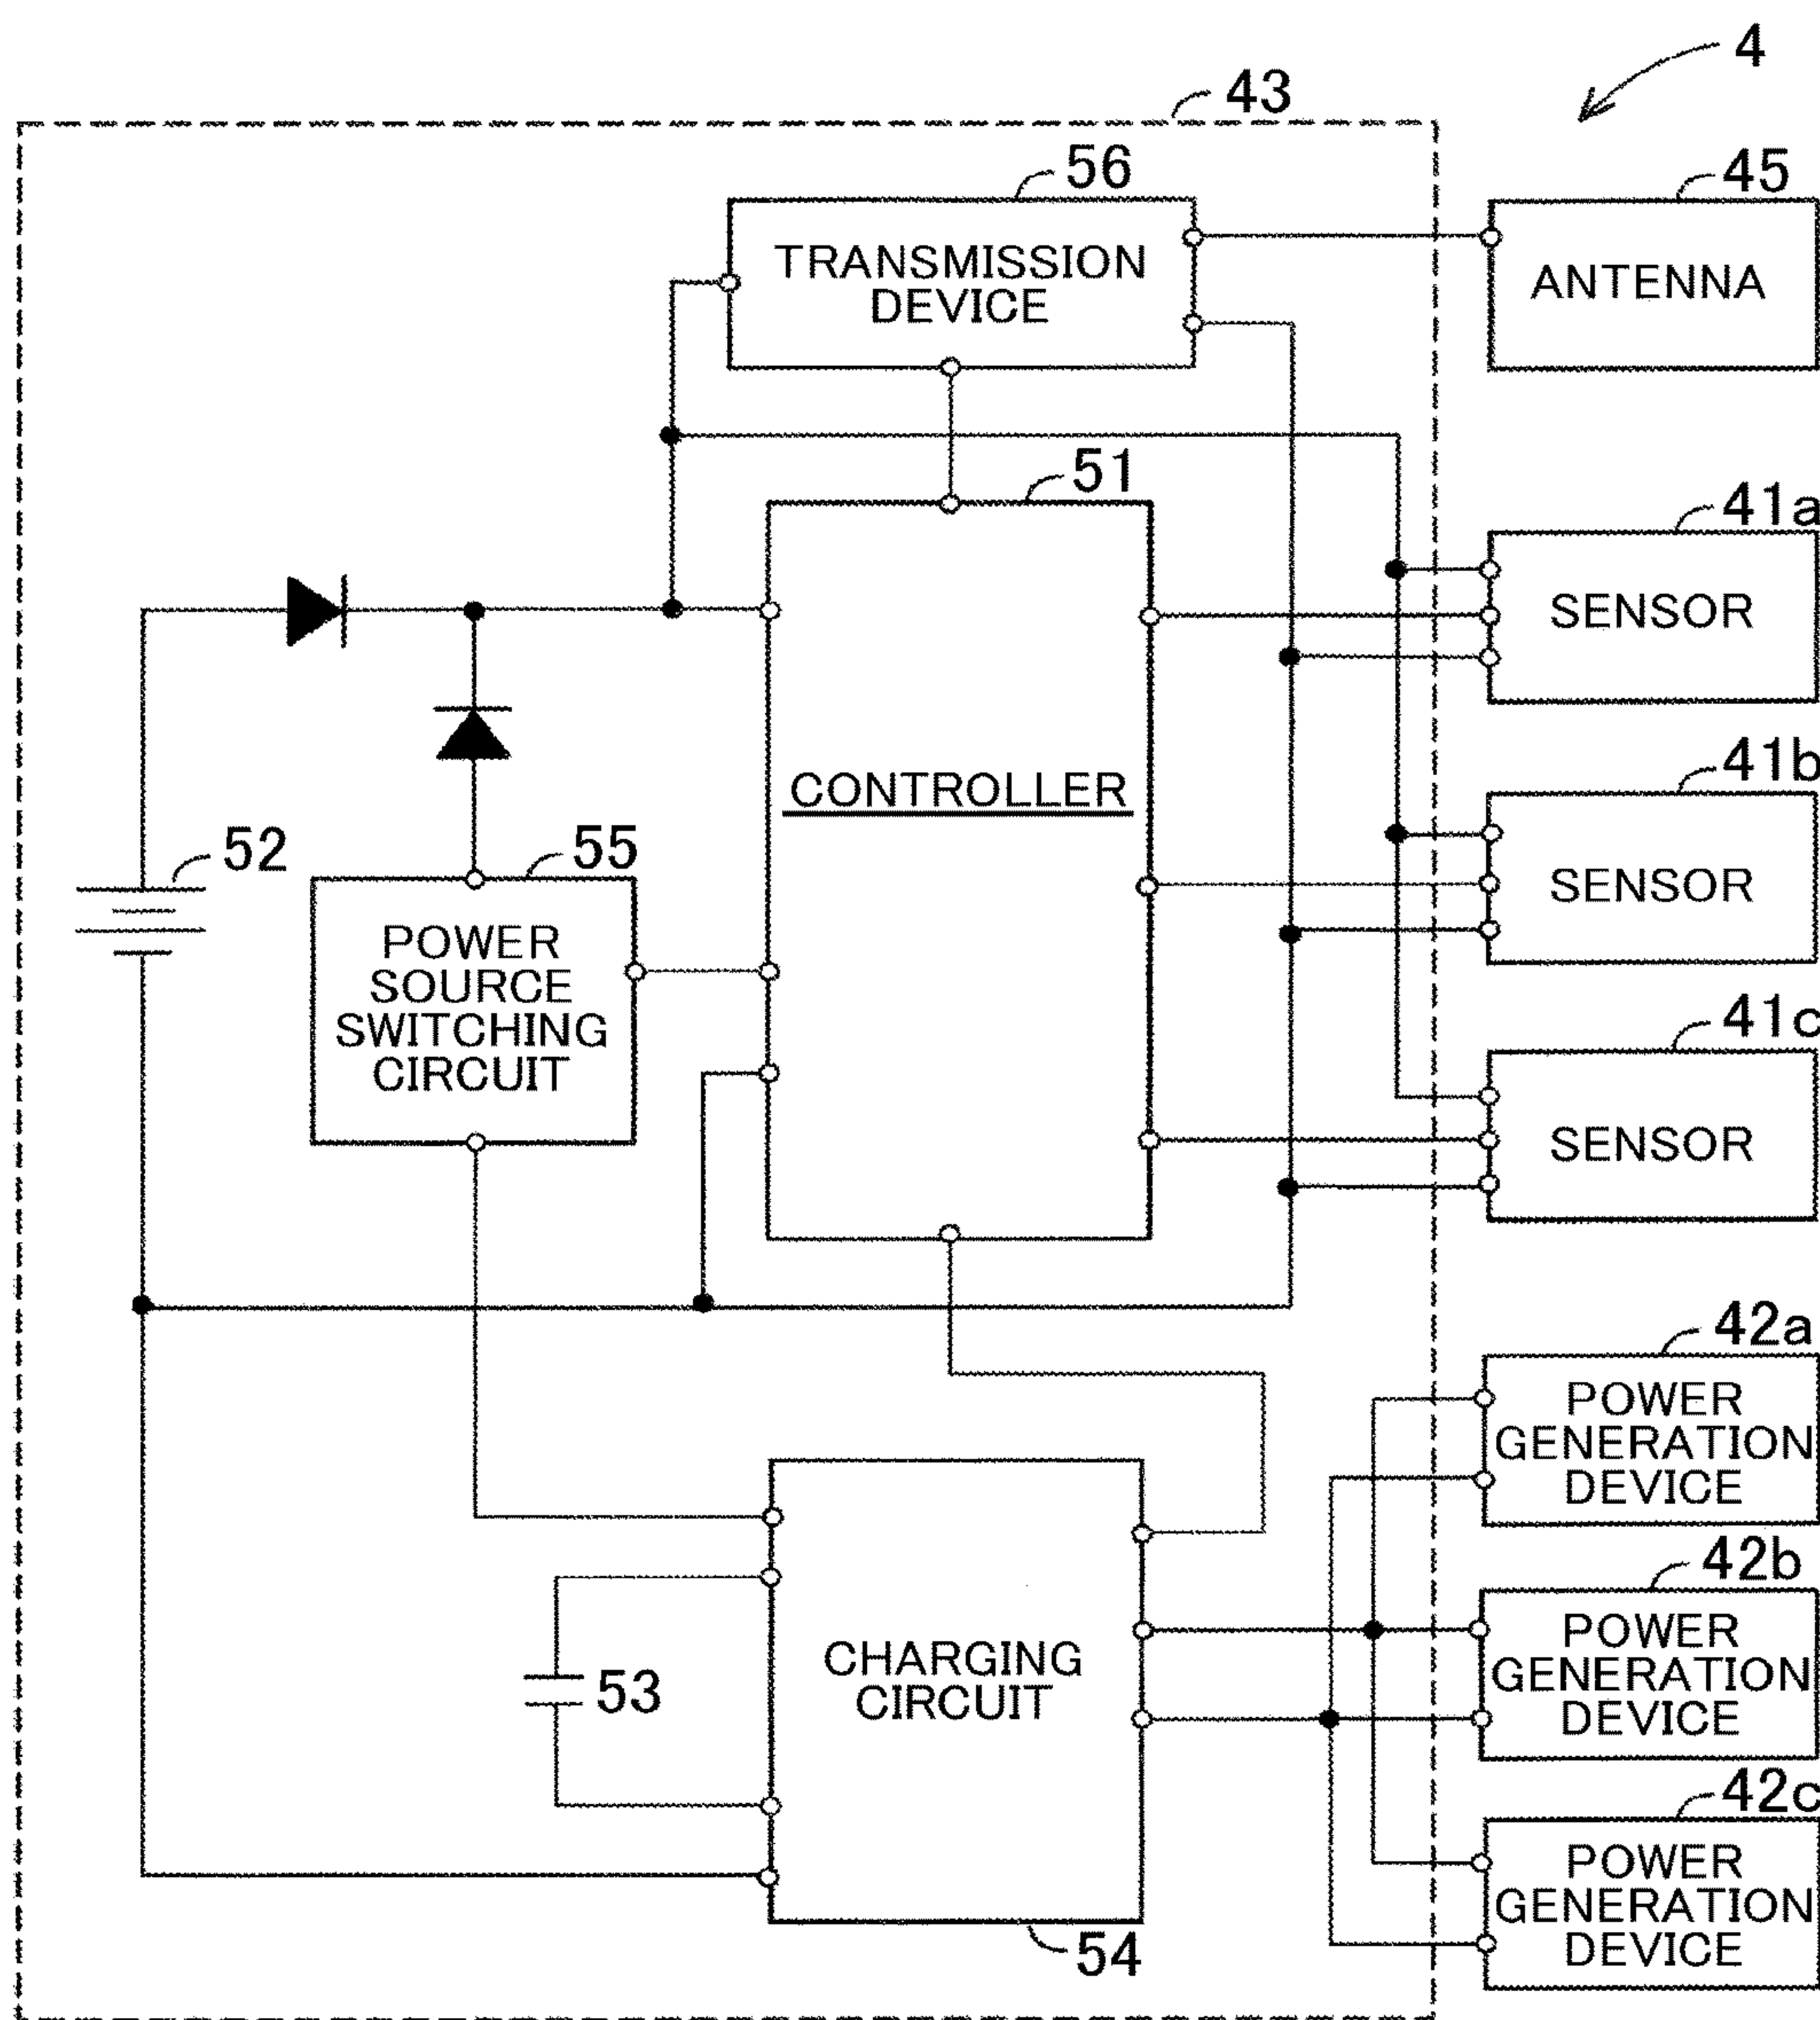 4
43
56
45
TRANSMISSION
DEVICE
ANTENNA
51
41a
SENSOR
CONTROLLER
41b
SENSOR
52
55
POWER
SOURCE
SWITCHING
CIRCUIT
41c
SENSOR
42a
POWER
GENERATION
DEVICE
42b
POWER
GENERATION
DEVICE
CHARGING
CIRCUIT
53
42c
POWER
GENERATION
DEVICE
54